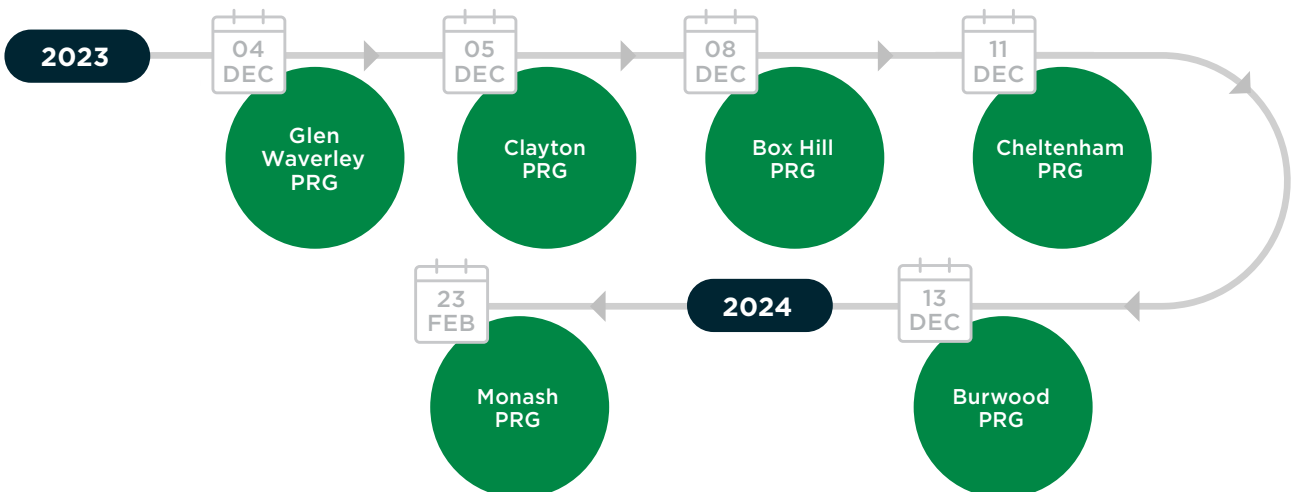 2023
04
DEC
Glen
Waverley
PRG
05
DEC
Clayton
PRG
08
DEC
Box Hill
PRG
11
DEC
Cheltenham
PRG
13
DEC
Burwood
PRG
2024
23
FEB
Monash
PRG